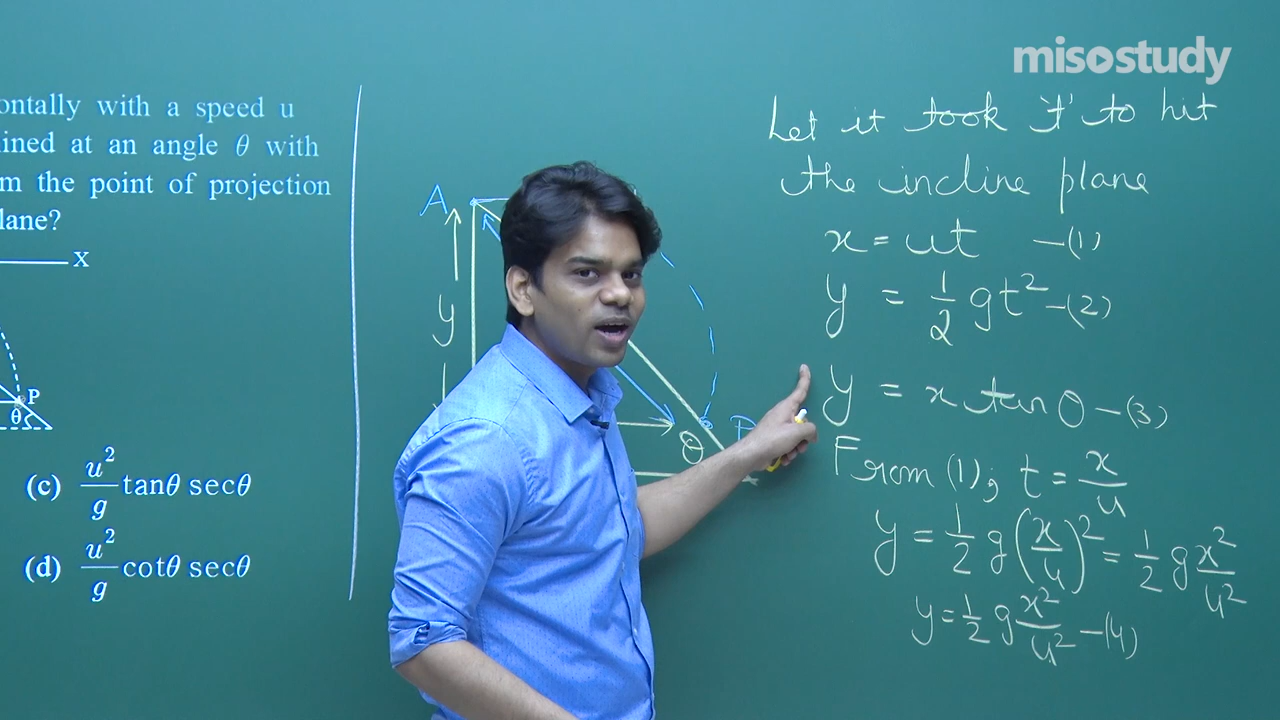 misostudy
ontally with a speed u
ined at an angle θ with
m the point of projection
lane?
x
P
θ
(c) u²/g tanθ secθ
(d) u²/g cotθ secθ
A
y
θ
Let it took 't' to hit
the incline plane
x = ut —(1)
y = 1/2 gt² —(2)
y = x tan θ —(3)
From (1); t = x/u
y = 1/2 g(x/u)² = 1/2 g x²/u²
y = 1/2 g x²/u² —(4)